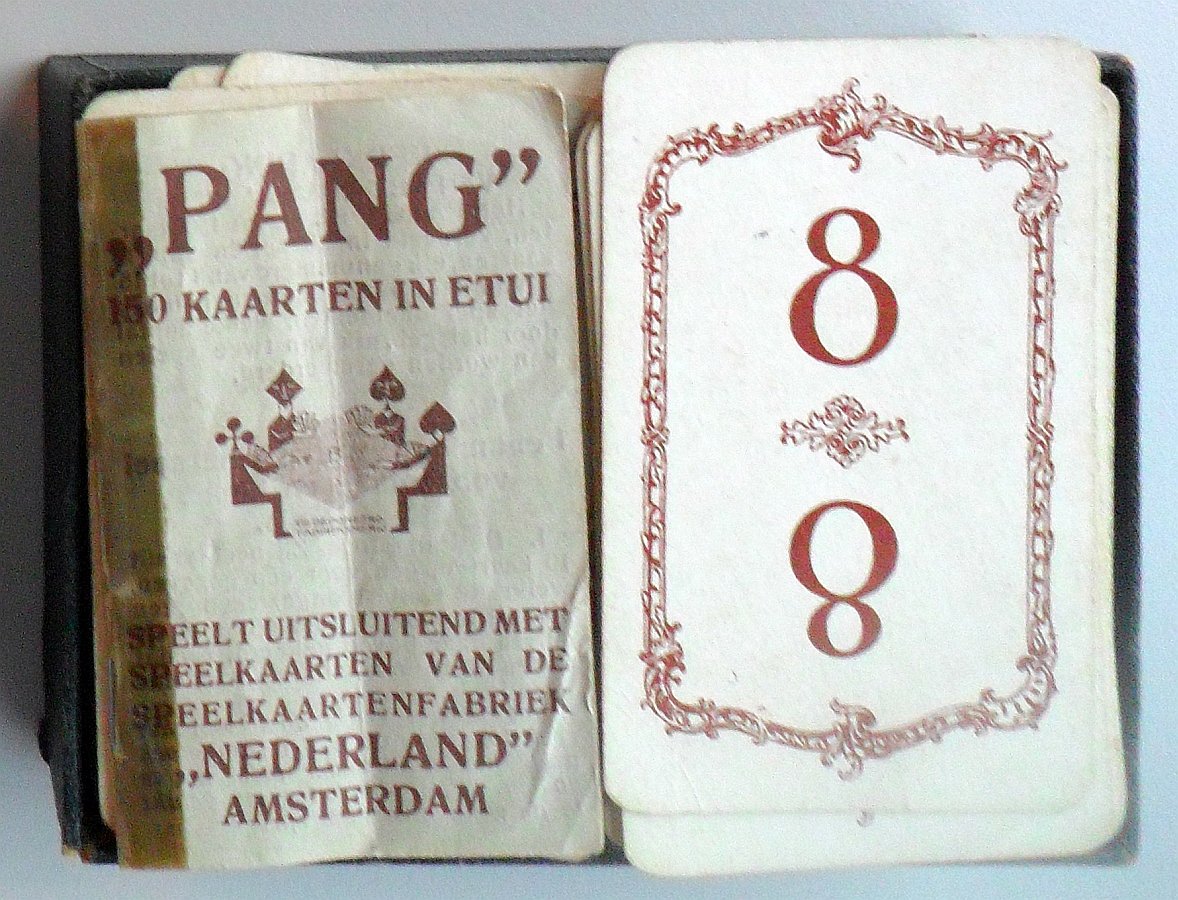 „PANG”
150 KAARTEN IN ETUI
SPEELT UITSLUITEND MET
SPEELKAARTEN VAN DE
SPEELKAARTENFABRIEK
„NEDERLAND”
AMSTERDAM
8
8